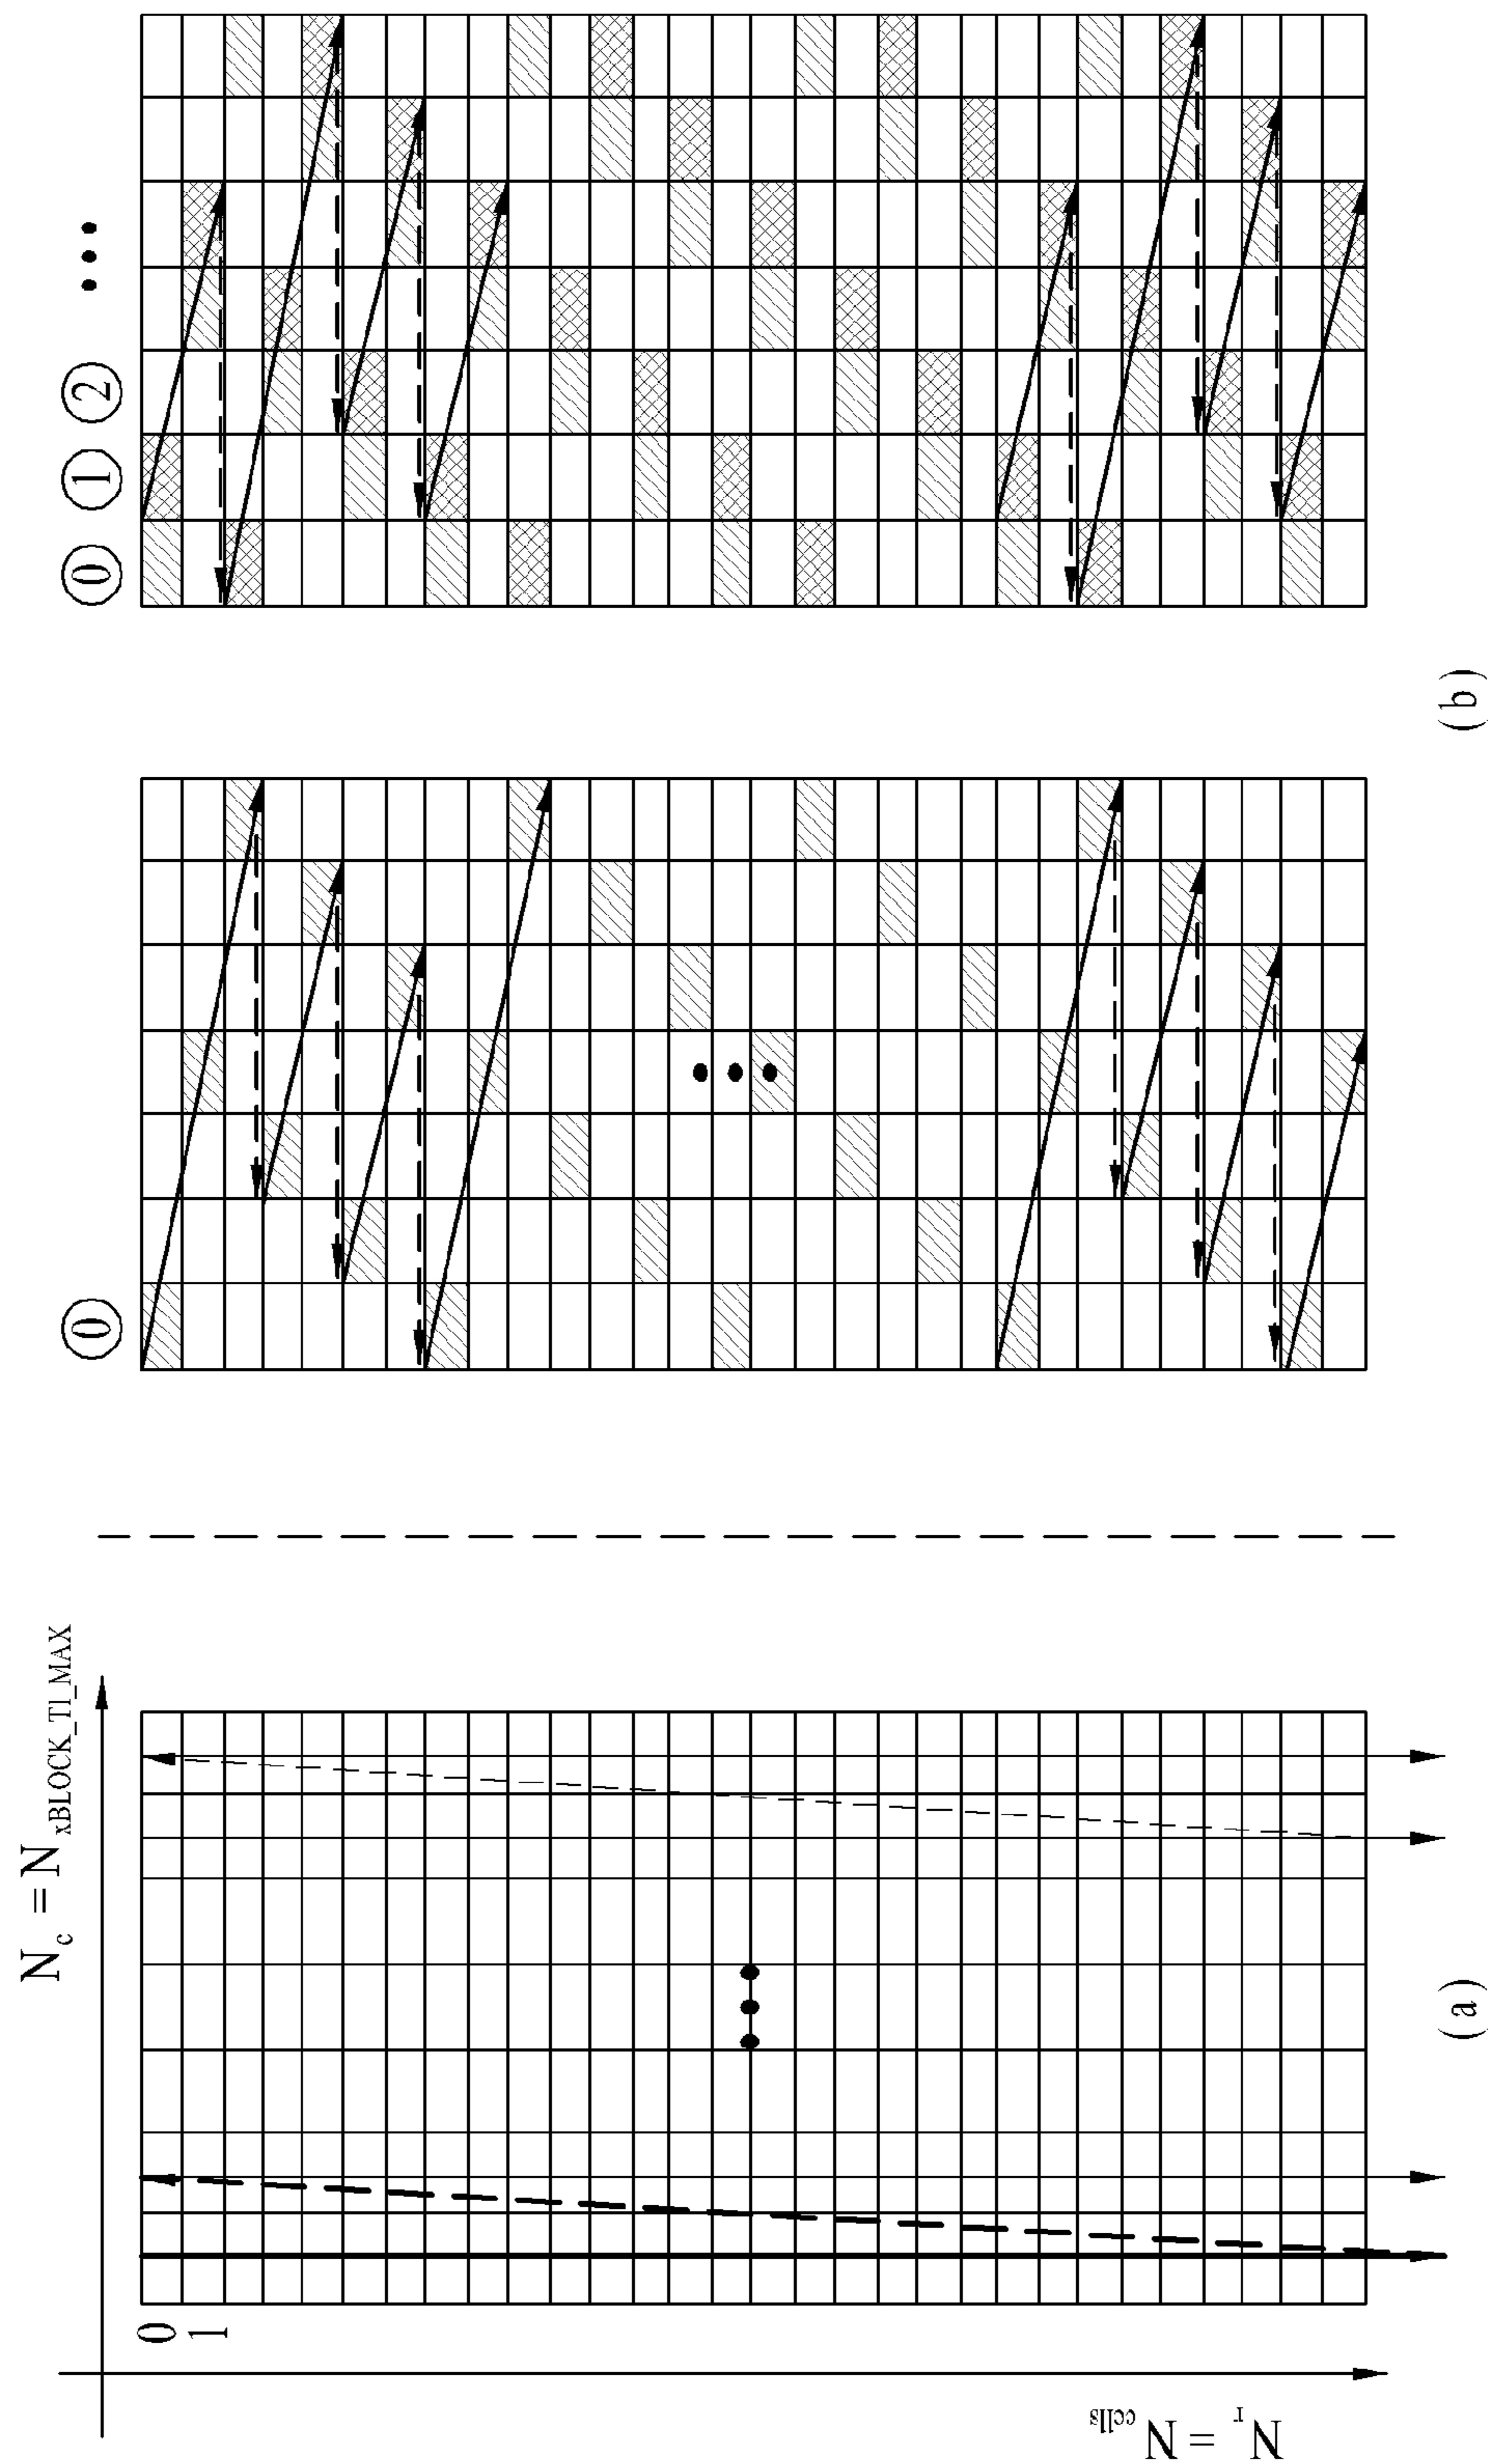 N_c = N_xBLOCK_TI_MAX
0
1
N_r = N_cells
(a)
0
0 1 2 •••
(b)